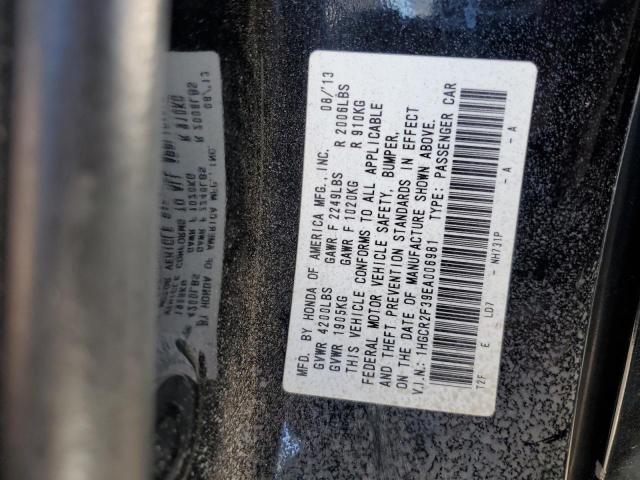 MFD. BY HONDA OF AMERICA MFG., INC. 08/'13
GVWR 4200LBS GAWR F 2249LBS R 2006LBS
GVWR 1905KG GAWR F 1020KG R 910KG
THIS VEHICLE CONFORMS TO ALL APPLICABLE
FEDERAL MOTOR VEHICLE SAFETY, BUMPER,
AND THEFT PREVENTION STANDARDS IN EFFECT
ON THE DATE OF MANUFACTURE SHOWN ABOVE.
V.I.N.: 1HGCR2F39EA006981 TYPE: PASSENGER CAR
T2F E LD7 - NH731P - A - A